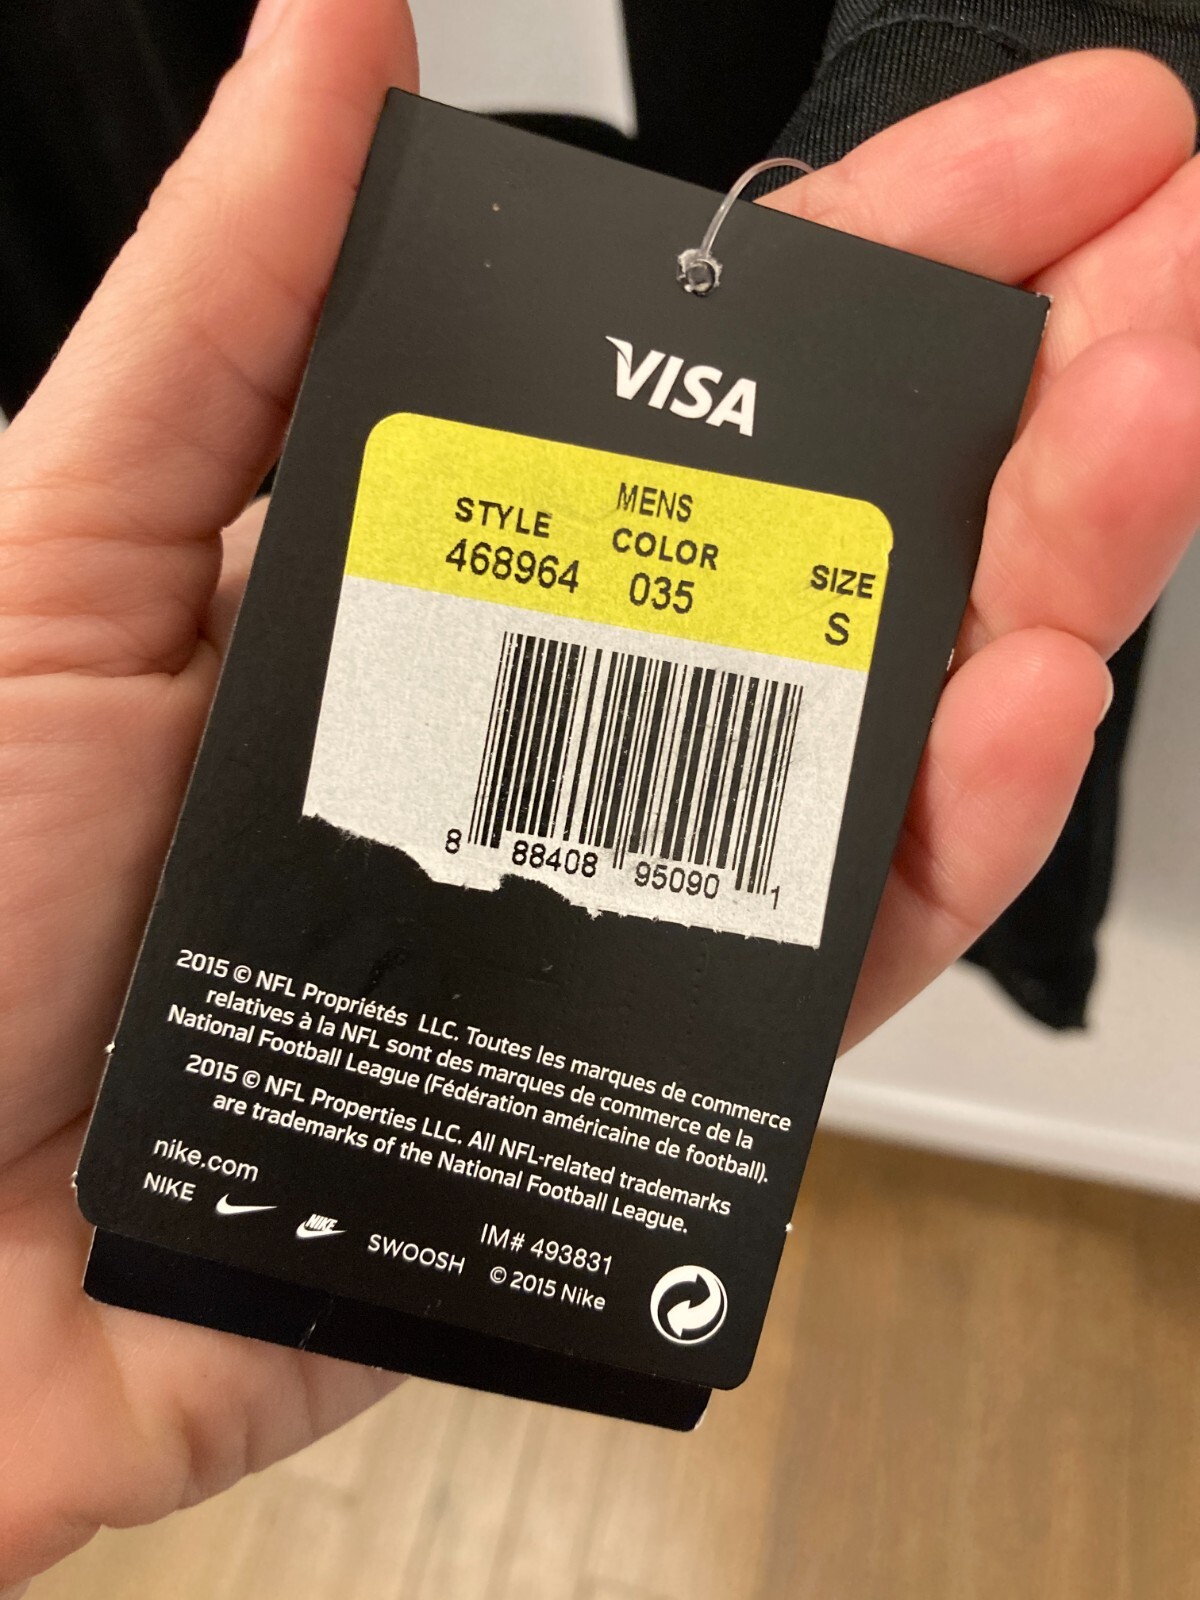 VISA
MENS
STYLE COLOR SIZE
468964 035 S
8 88408 95090 1
2015 © NFL Propriétés LLC. Toutes les marques de commerce
relatives à la NFL sont des marques de commerce de la
National Football League (Fédération américaine de football).
2015 © NFL Properties LLC. All NFL-related trademarks
are trademarks of the National Football League.
nike.com
NIKE NIKE SWOOSH IM# 493831
© 2015 Nike